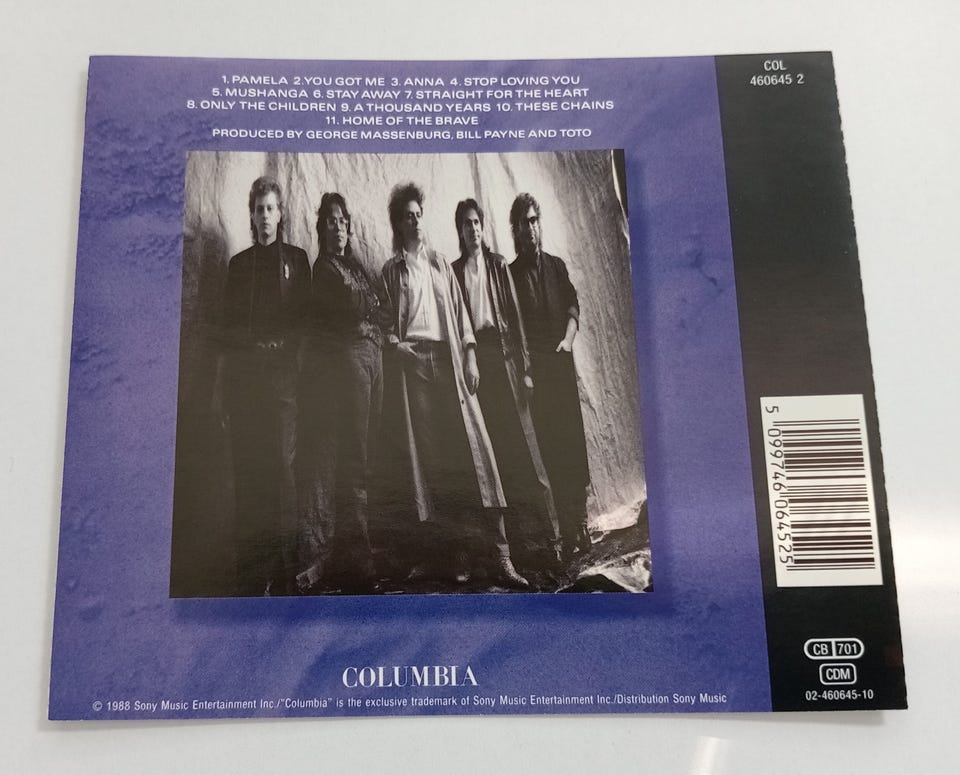 1. PAMELA 2.YOU GOT ME 3. ANNA 4. STOP LOVING YOU
5. MUSHANGA 6. STAY AWAY 7. STRAIGHT FOR THE HEART
8. ONLY THE CHILDREN 9. A THOUSAND YEARS 10. THESE CHAINS
11. HOME OF THE BRAVE
PRODUCED BY GEORGE MASSENBURG, BILL PAYNE AND TOTO
COL
460645 2
5 099746 064525
CB 701
CDM
02-460645-10
COLUMBIA
© 1988 Sony Music Entertainment Inc./"Columbia" is the exclusive trademark of Sony Music Entertainment Inc./Distribution Sony Music